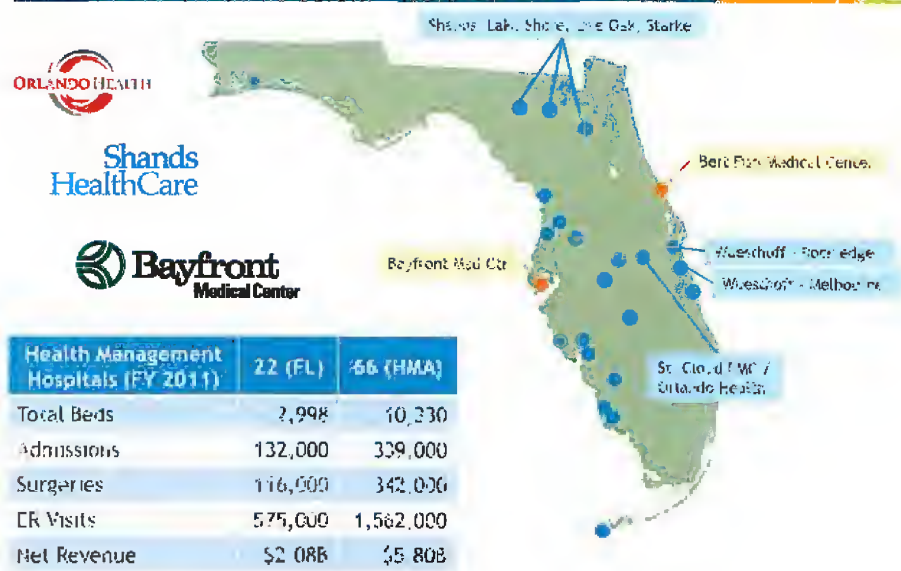 Shands Lake Shore, Live Oak, Starke
ORLANDO HEALTH
Shands
HealthCare
Bert Fish Medical Center
Bayfront
Medical Center
Bayfront Med Ctr
Wuesthoff - Rockledge
Wuesthoff - Melbourne
St. Cloud RMC /
Orlando Health
Health Management
Hospitals (FY 2011)
22 (FL)
66 (HMA)
Total Beds
2,998
10,330
Admissions
132,000
339,000
Surgeries
116,000
342,000
ER Visits
575,000
1,562,000
Net Revenue
$2.08B
$5.80B